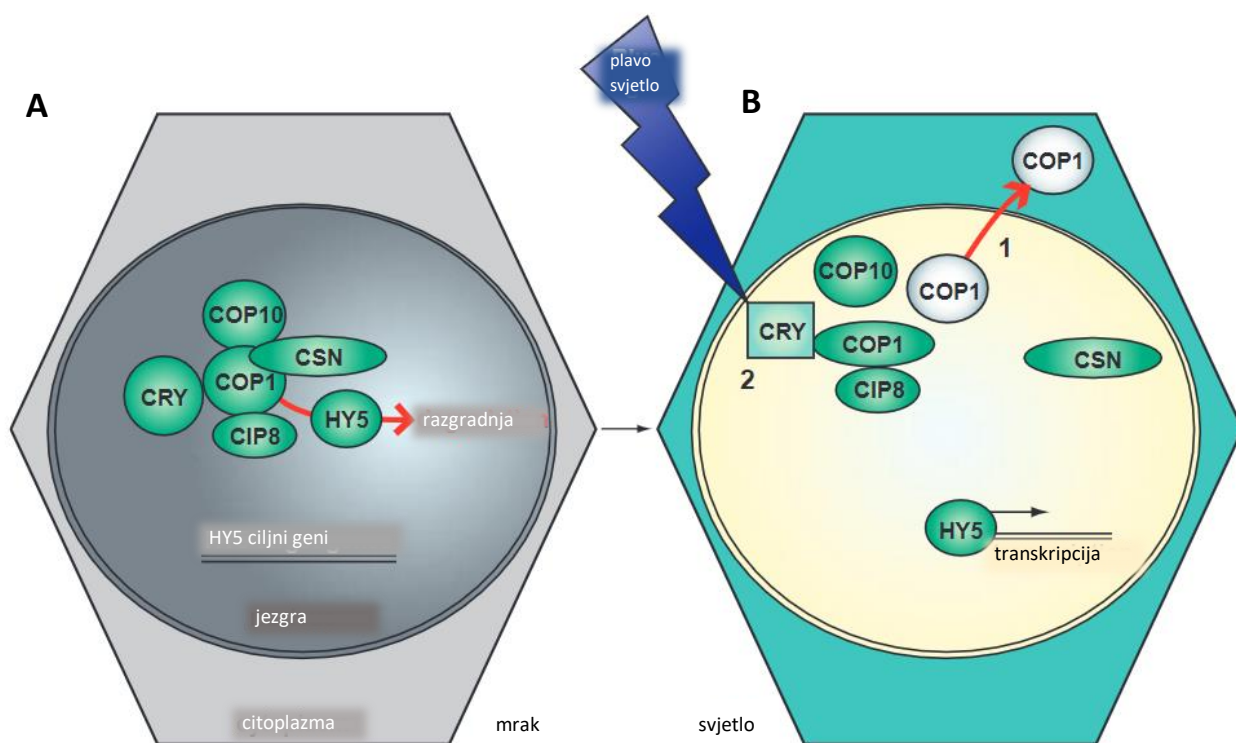 A
plavo
svjetlo
B
COP1
1
COP10
COP1
COP10
CSN
CRY
COP1
HY5
CIP8
razgradnja
CRY
COP1
CSN
2
CIP8
HY5 ciljni geni
HY5
transkripcija
jezgra
citoplazma
mrak
svjetlo